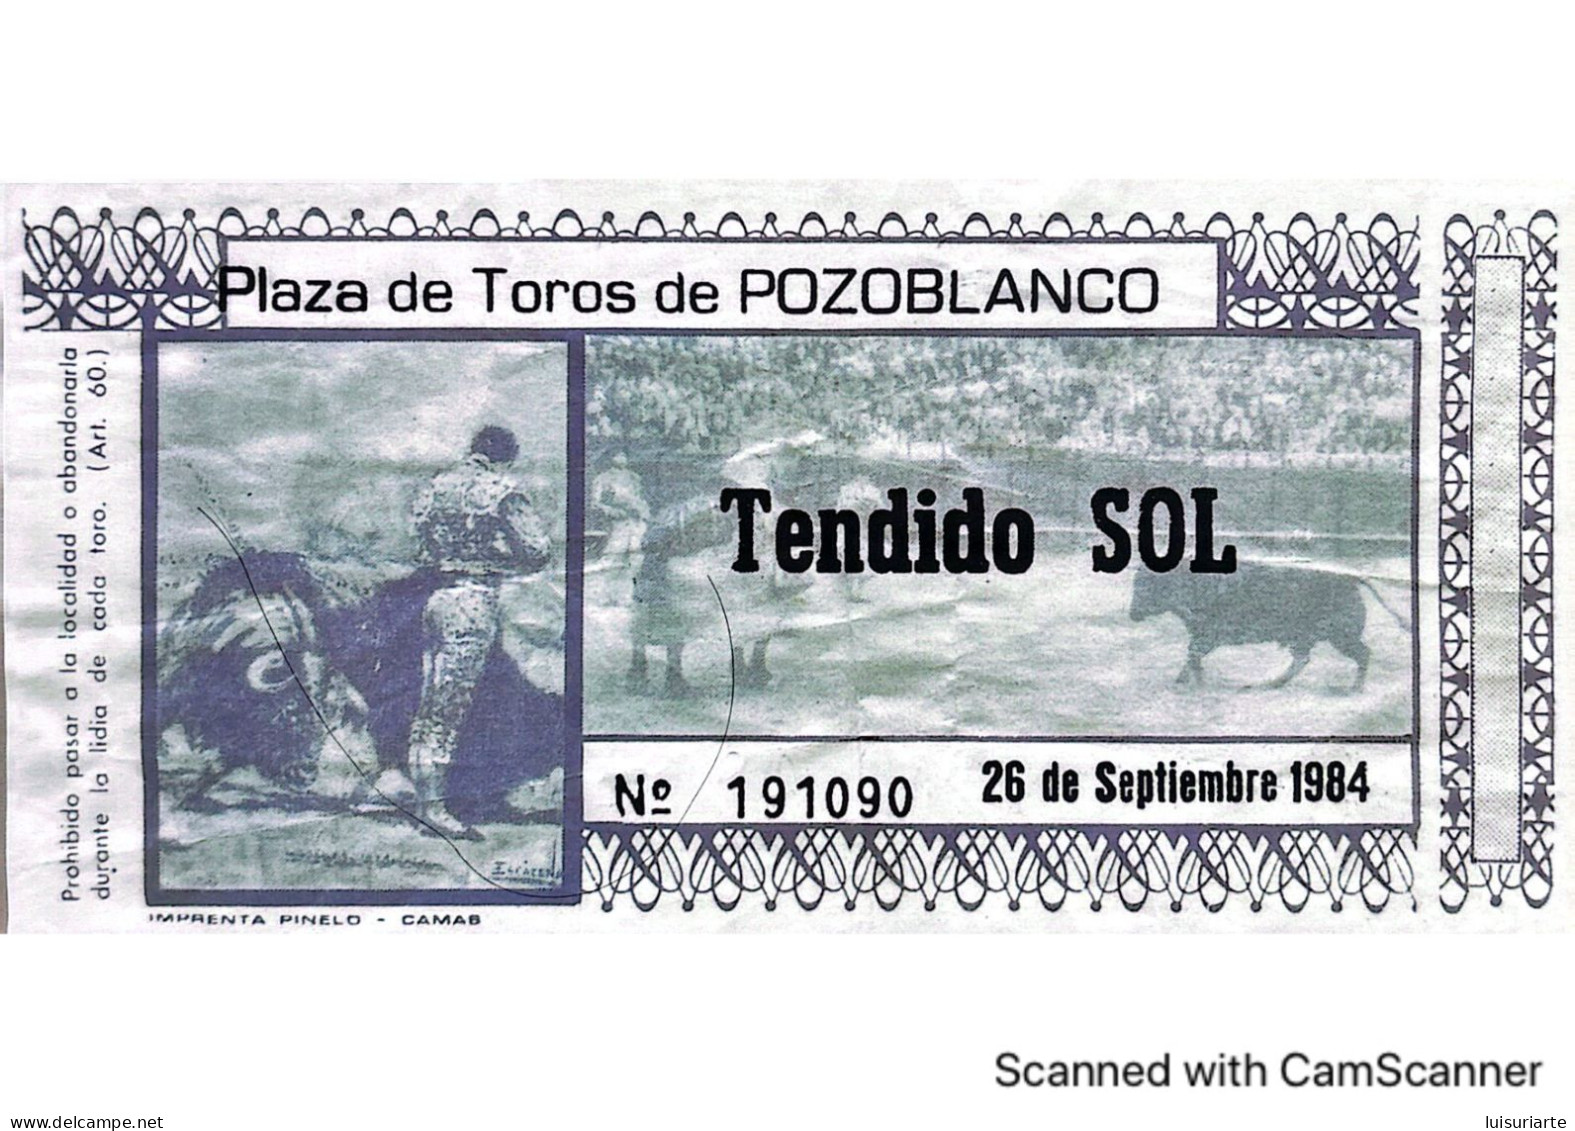 Plaza de Toros de POZOBLANCO
Prohibido pasar a la localidad o abandonarla
durante la lidia de cada toro. (Art. 60.)
Tendido SOL
Nº 191090
26 de Septiembre 1984
IMPRENTA PINELO - CAMAS
Scanned with CamScanner
delcampe.net
luisuriarte